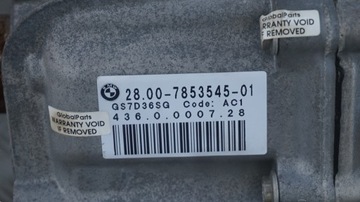 GlobalParts
WARRANTY VOID
IF REMOVED
28.00-7853545-01
GS7D36SG Code: AC1
436.0.0007.28
GlobalParts
WARRANTY VOID
IF REMOVED